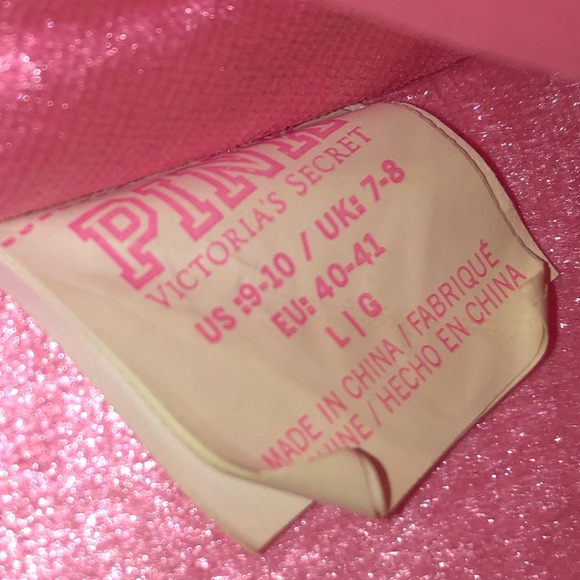 PINK
VICTORIA'S SECRET
US :9-10 / UK: 7-8
EU: 40-41
L | G
MADE IN CHINA / FABRIQUÉ
CHINE / HECHO EN CHINA